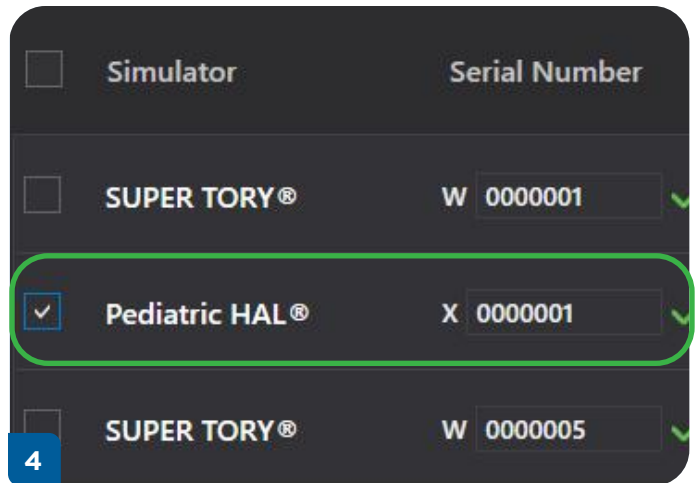 Simulator Serial Number
SUPER TORY® W 0000001
Pediatric HAL® X 0000001
SUPER TORY® W 0000005
4